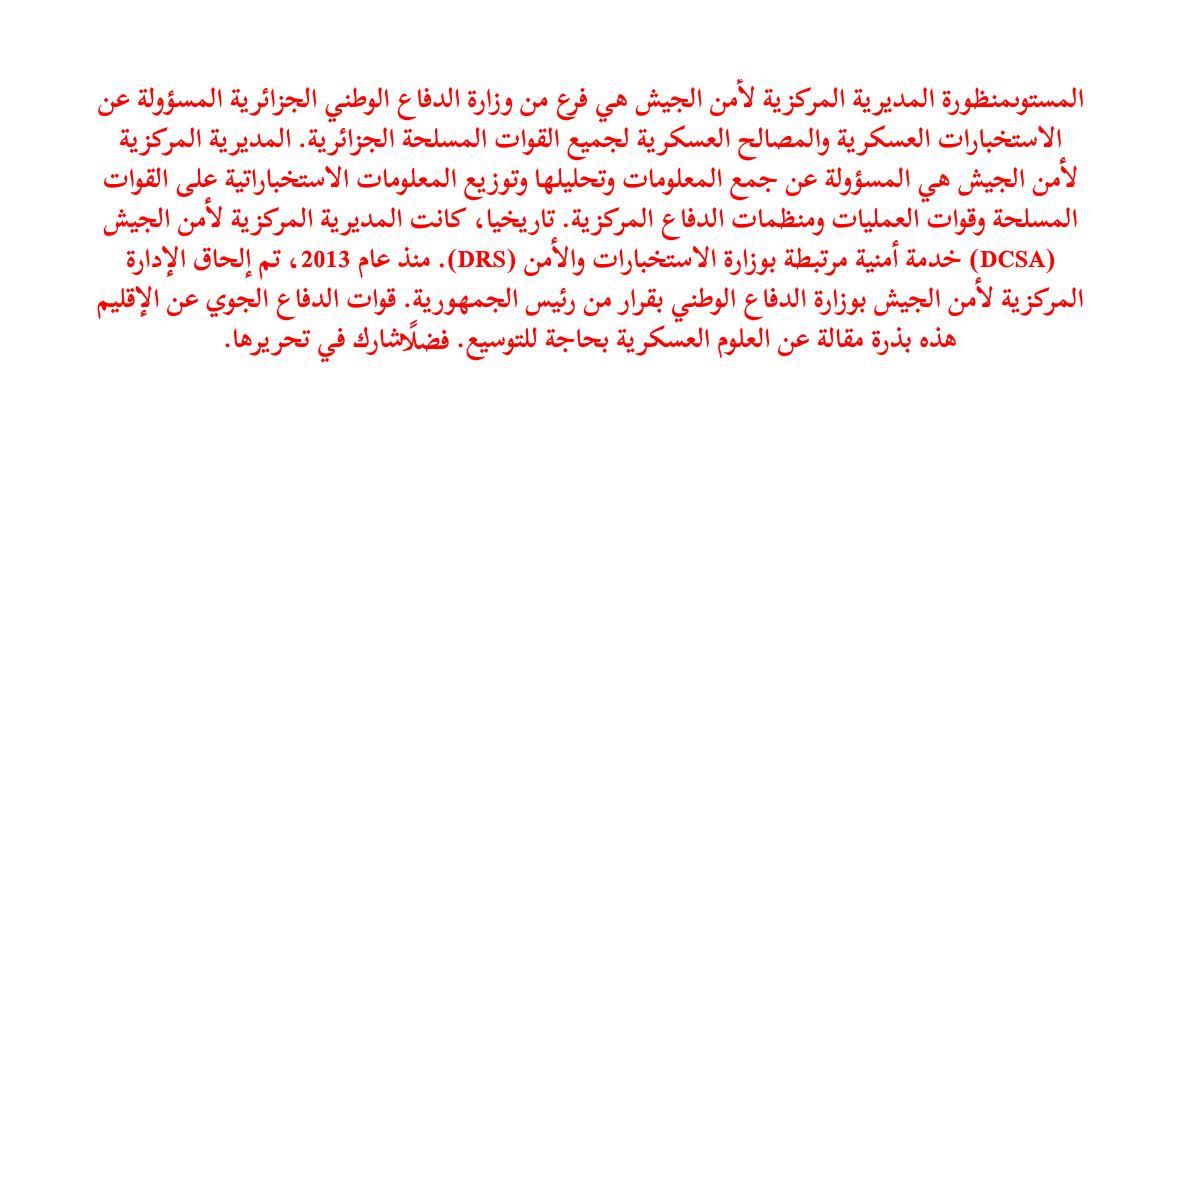 المستوىمنظورة المديرية المركزية لأمن الجيش هي فرع من وزارة الدفاع الوطني الجزائرية المسؤولة عن
الاستخبارات العسكرية والمصالح العسكرية لجميع القوات المسلحة الجزائرية. المديرية المركزية
لأمن الجيش هي المسؤولة عن جمع المعلومات وتحليلها وتوزيع المعلومات الاستخباراتية على القوات
المسلحة وقوات العمليات ومنظمات الدفاع المركزية. تاريخيا، كانت المديرية المركزية لأمن الجيش
(DCSA) خدمة أمنية مرتبطة بوزارة الاستخبارات والأمن (DRS). منذ عام 2013، تم إلحاق الإدارة
المركزية لأمن الجيش بوزارة الدفاع الوطني بقرار من رئيس الجمهورية. قوات الدفاع الجوي عن الإقليم
هذه بذرة مقالة عن العلوم العسكرية بحاجة للتوسيع. فضلًاشارك في تحريرها.